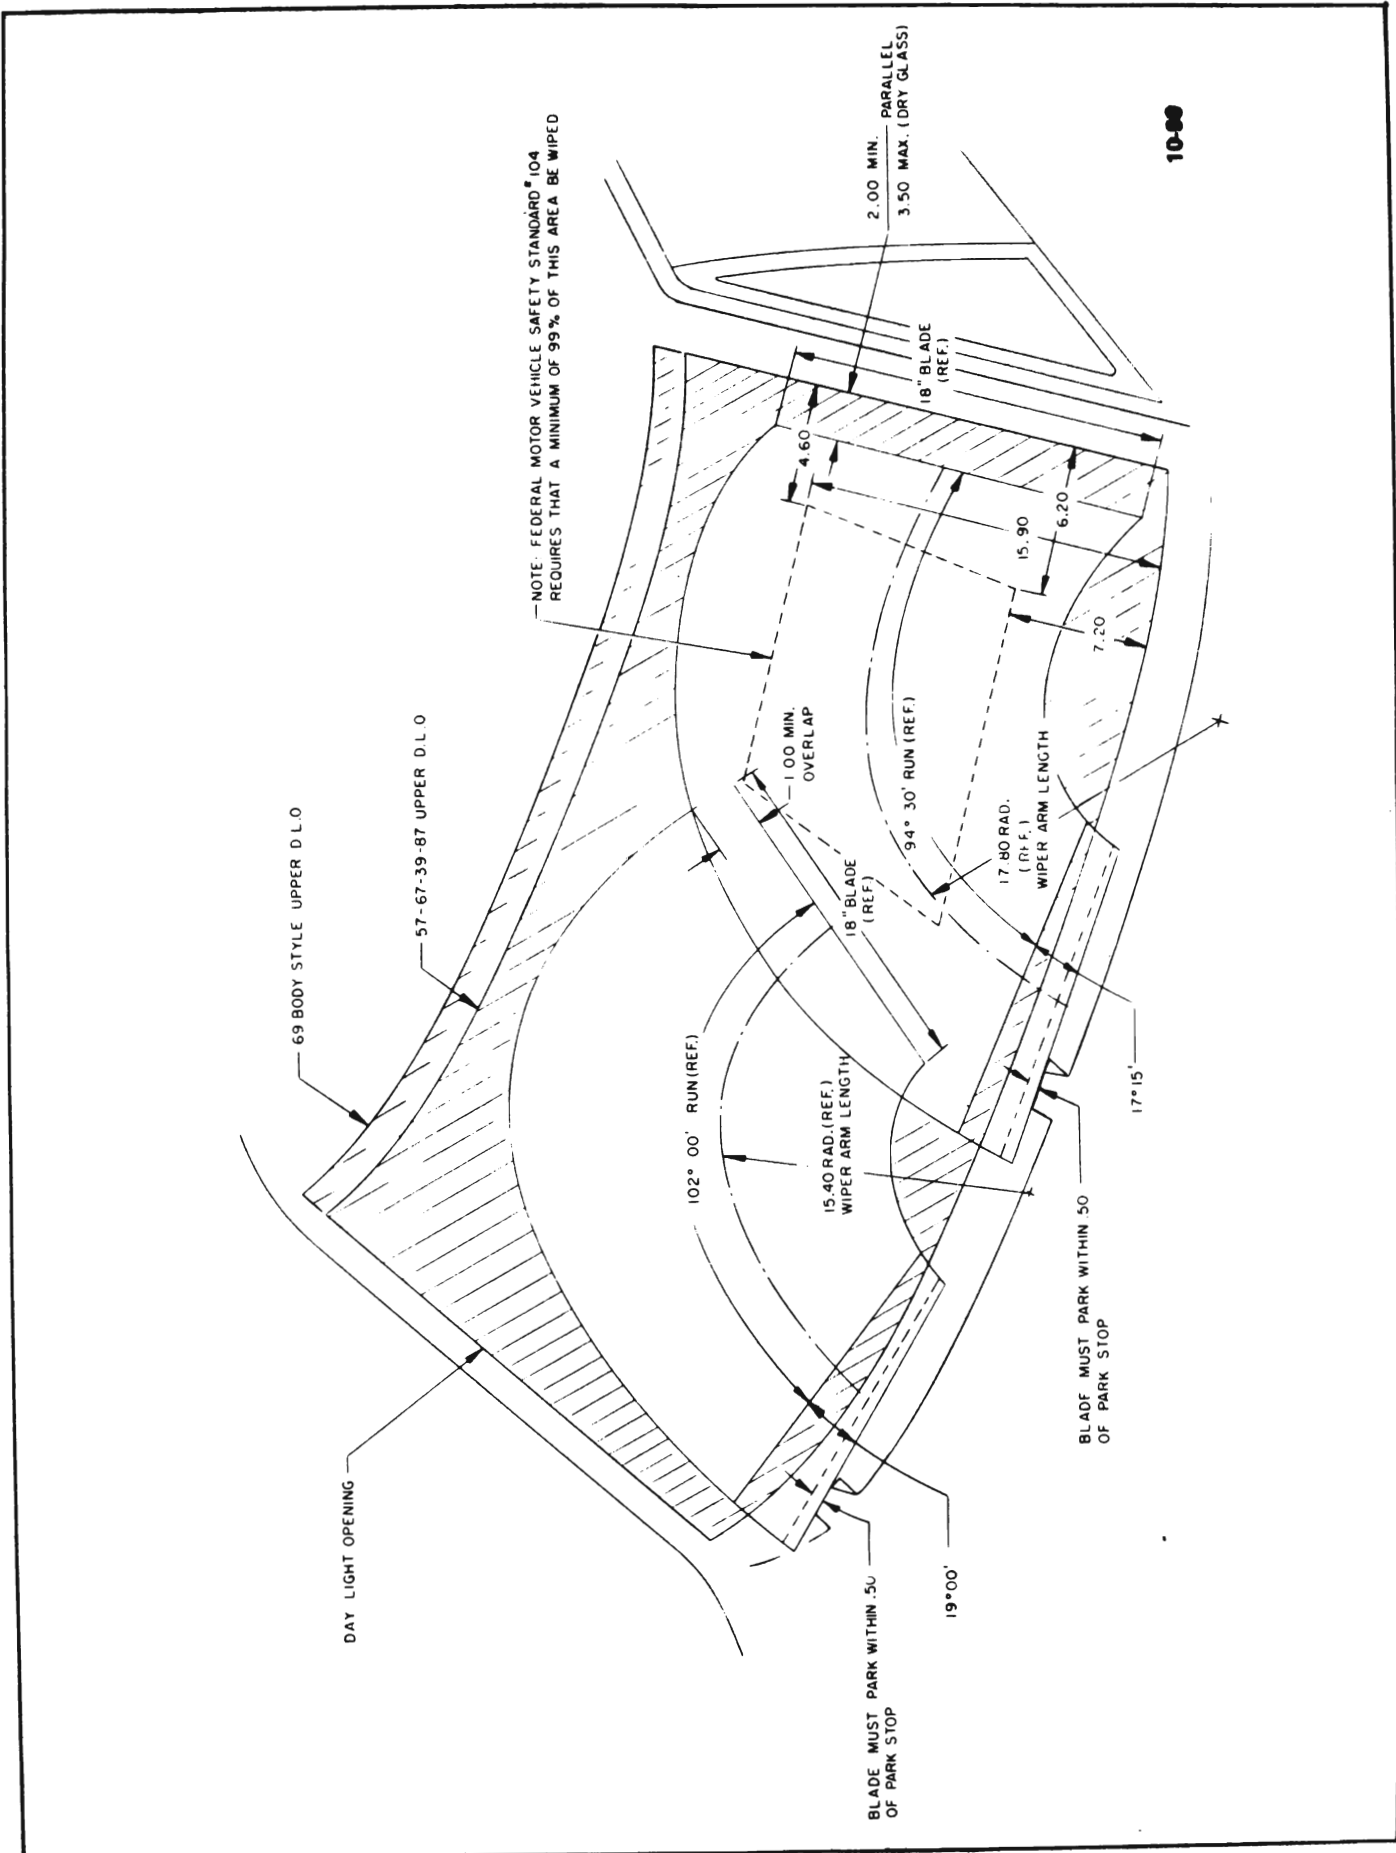 69 BODY STYLE UPPER D.L.O
57-67-39-87 UPPER D.L.O
NOTE: FEDERAL MOTOR VEHICLE SAFETY STANDARD #104
REQUIRES THAT A MINIMUM OF 99% OF THIS AREA BE WIPED
DAY LIGHT OPENING
2.00 MIN. PARALLEL
3.50 MAX. (DRY GLASS)
18" BLADE
(REF.)
4.60
15.90
6.20
7.20
1.00 MIN.
OVERLAP
94° 30' RUN (REF.)
17.80 RAD.
(REF.)
WIPER ARM LENGTH
18" BLADE
(REF.)
102° 00' RUN (REF.)
15.40 RAD. (REF.)
WIPER ARM LENGTH
17° 15'
BLADE MUST PARK WITHIN .50
OF PARK STOP
19°00'
BLADE MUST PARK WITHIN .50
OF PARK STOP